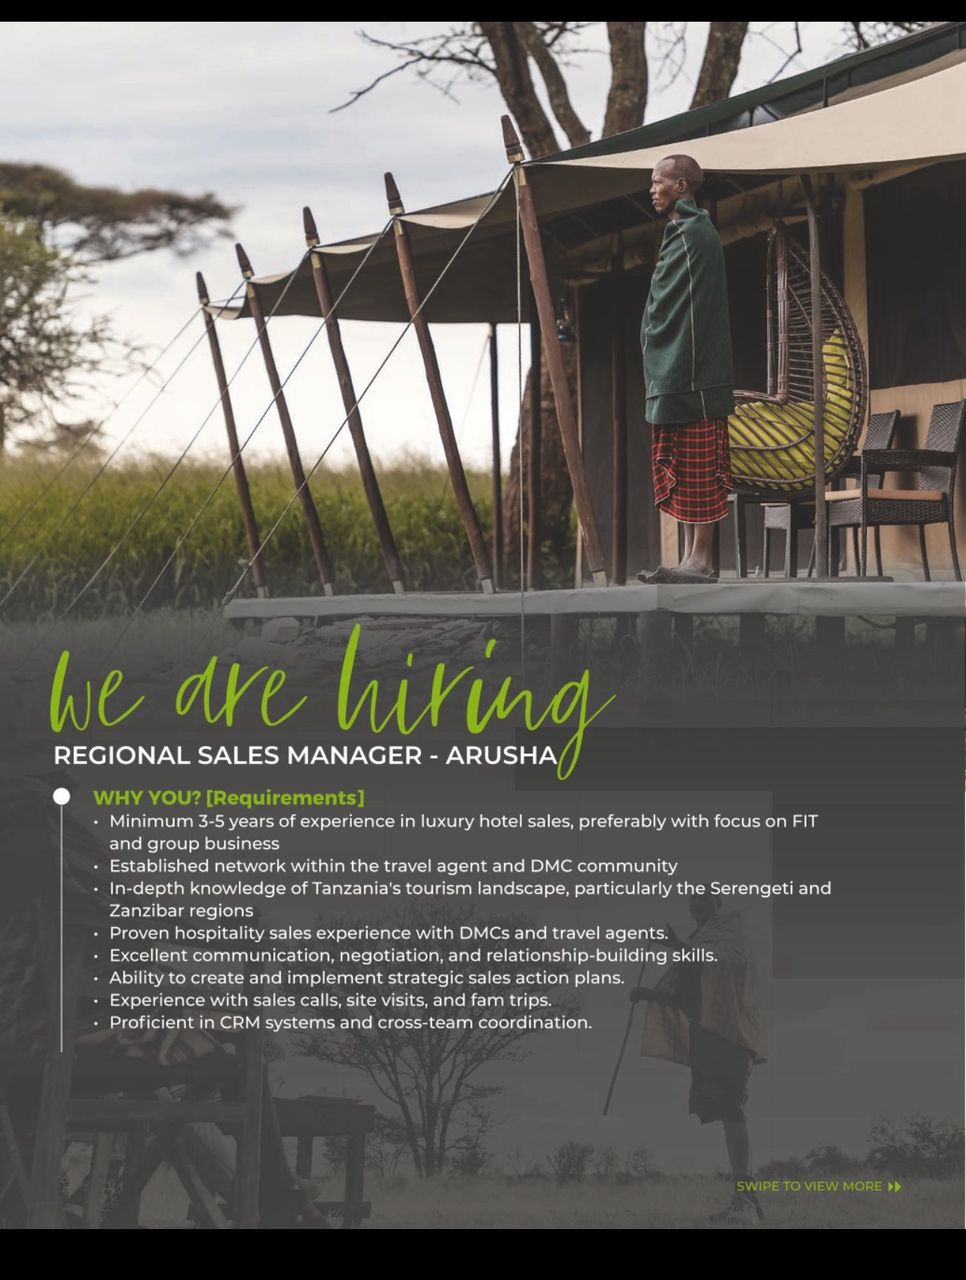 we are hiring
REGIONAL SALES MANAGER - ARUSHA
WHY YOU? [Requirements]
• Minimum 3-5 years of experience in luxury hotel sales, preferably with focus on FIT
and group business
• Established network within the travel agent and DMC community
• In-depth knowledge of Tanzania's tourism landscape, particularly the Serengeti and
Zanzibar regions
• Proven hospitality sales experience with DMCs and travel agents.
• Excellent communication, negotiation, and relationship-building skills.
• Ability to create and implement strategic sales action plans.
• Experience with sales calls, site visits, and fam trips.
• Proficient in CRM systems and cross-team coordination.
SWIPE TO VIEW MORE